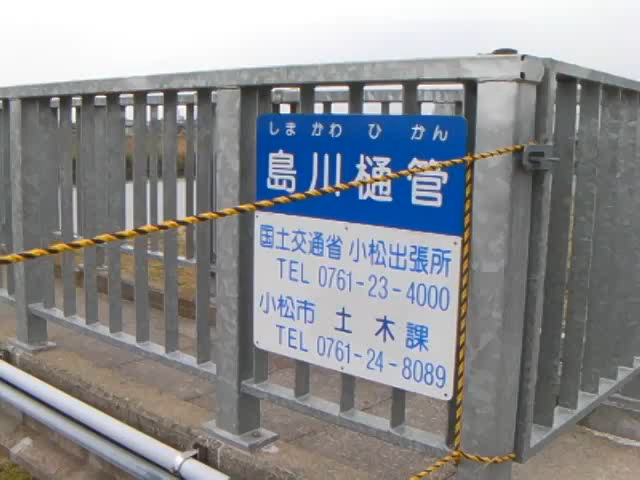 しまかわひかん
島川樋管
国土交通省 小松出張所
TEL 0761-23-4000
小松市 土木課
TEL 0761-24-8089